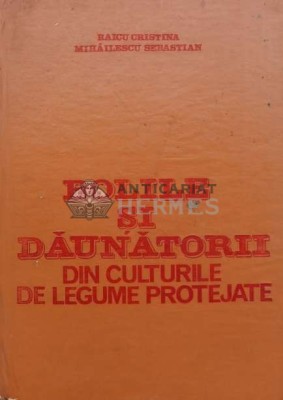 BAICU CRISTINA
MIHĂILESCU SEBASTIAN
BOLILE
ANTICARIAT
HERMES
ȘI
DĂUNĂTORII
DIN CULTURILE
DE LEGUME PROTEJATE